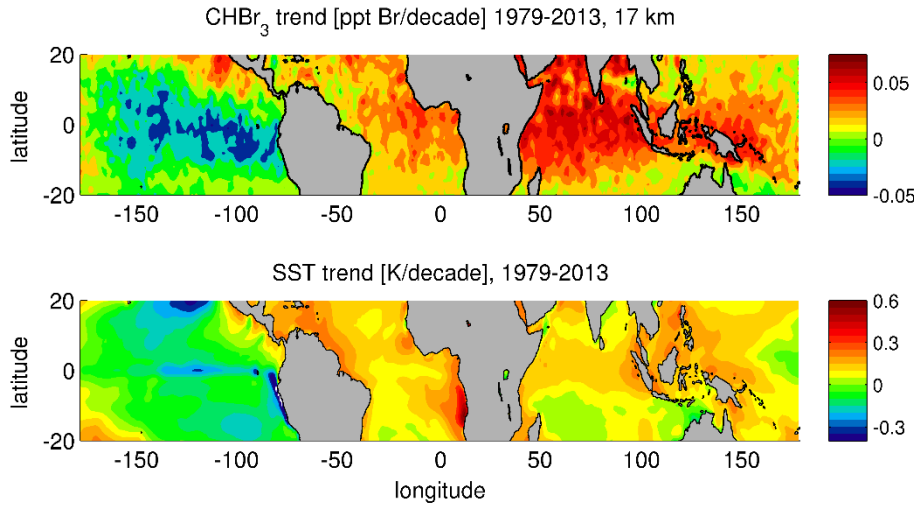 CHBr3 trend [ppt Br/decade] 1979-2013, 17 km
20
0
-20
latitude
-150 -100 -50 0 50 100 150
0.05
0
-0.05
SST trend [K/decade], 1979-2013
20
0
-20
latitude
-150 -100 -50 0 50 100 150
longitude
0.6
0.3
0
-0.3